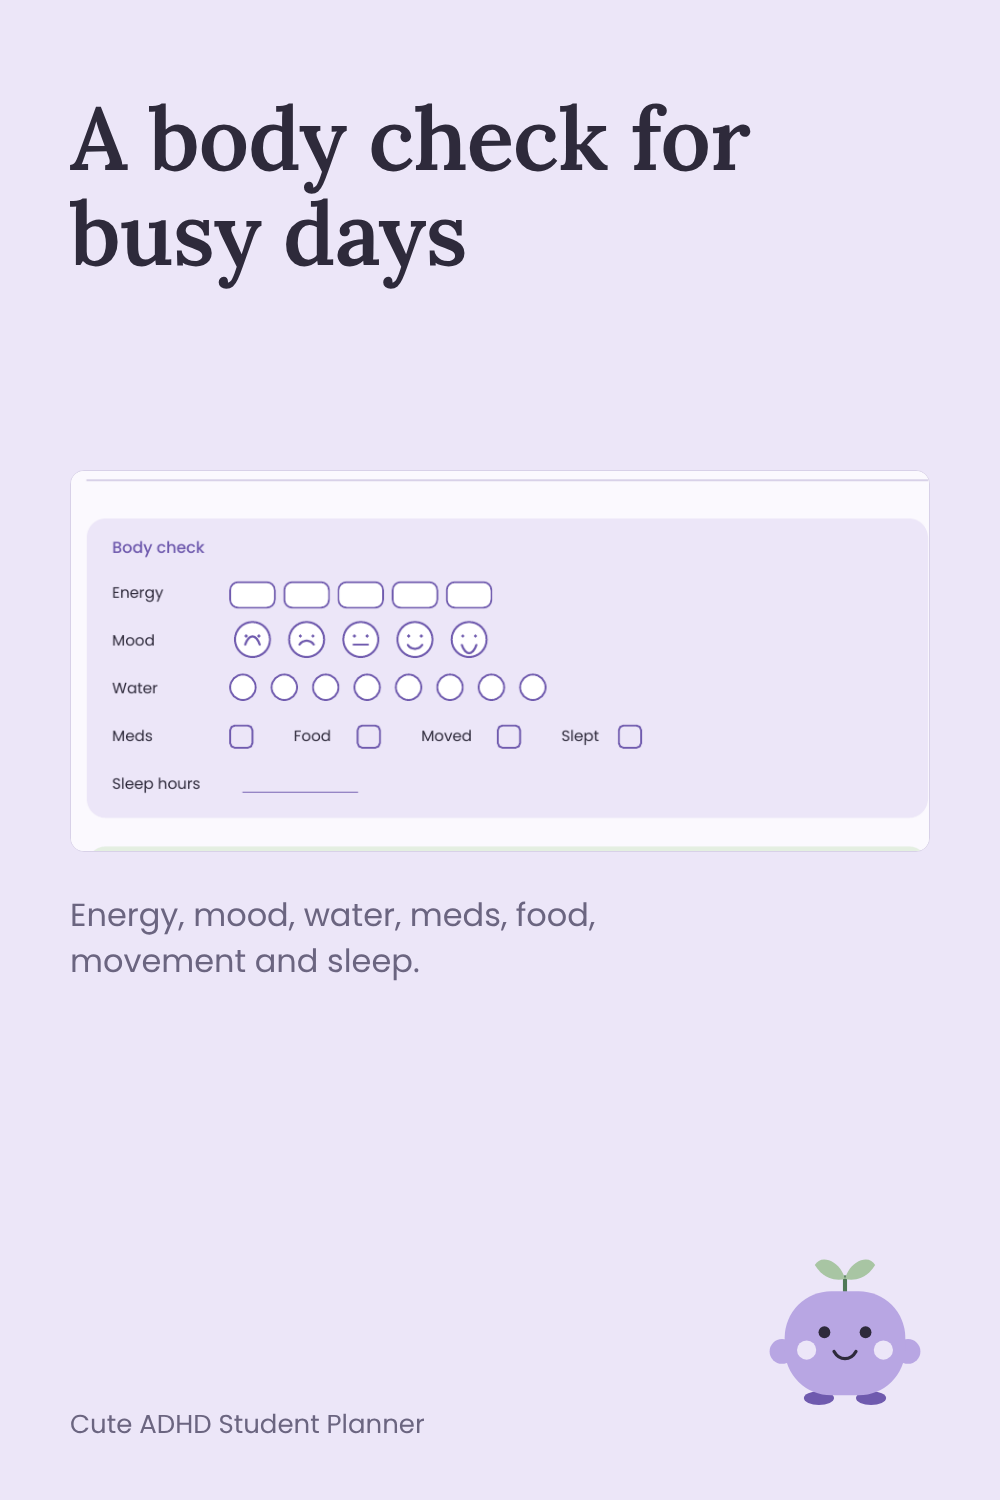 A body check for
busy days
Body check
Energy
Mood
Water
Meds Food Moved Slept
Sleep hours
Energy, mood, water, meds, food,
movement and sleep.
Cute ADHD Student Planner